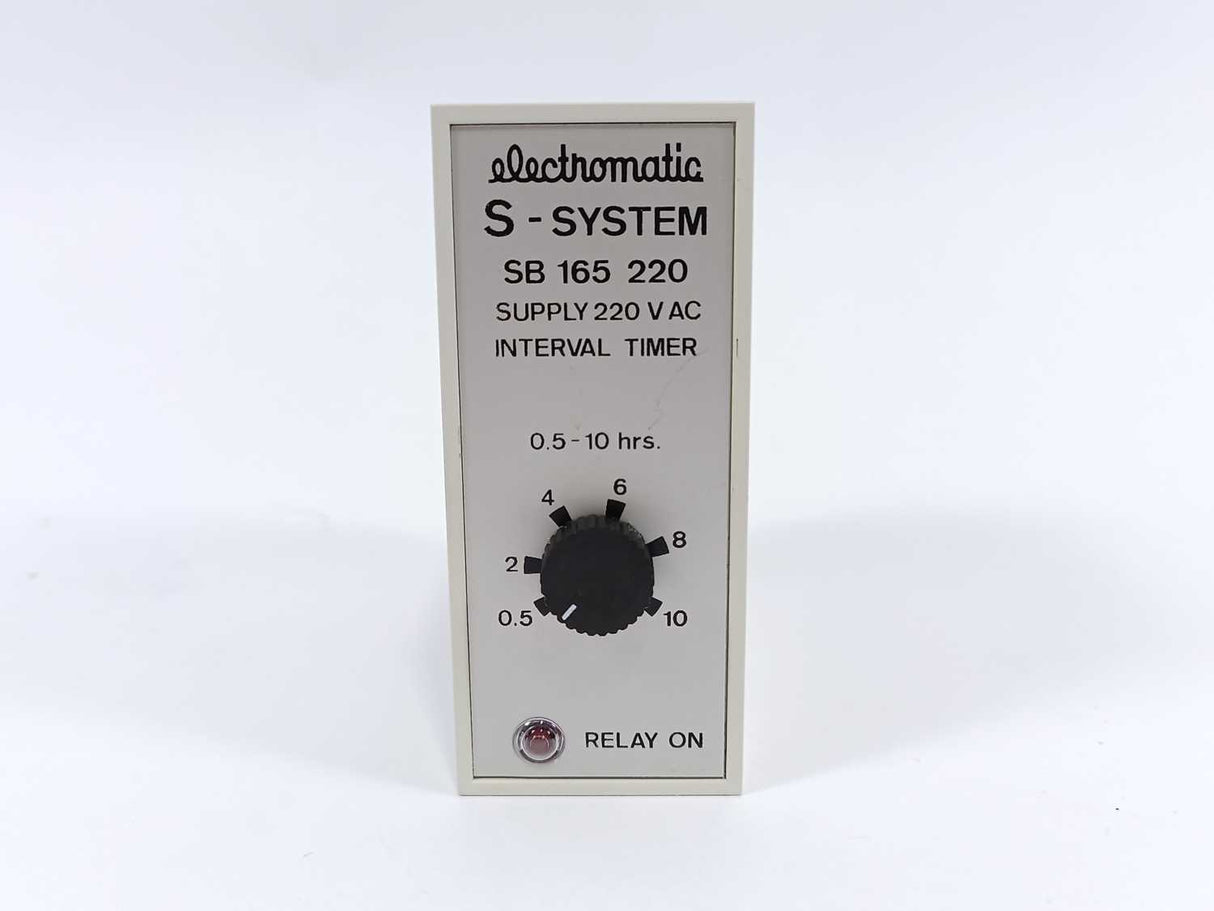 electromatic
S - SYSTEM
SB 165 220
SUPPLY 220 V AC
INTERVAL TIMER
0.5 - 10 hrs.
6
4
8
2
0.5
10
RELAY ON